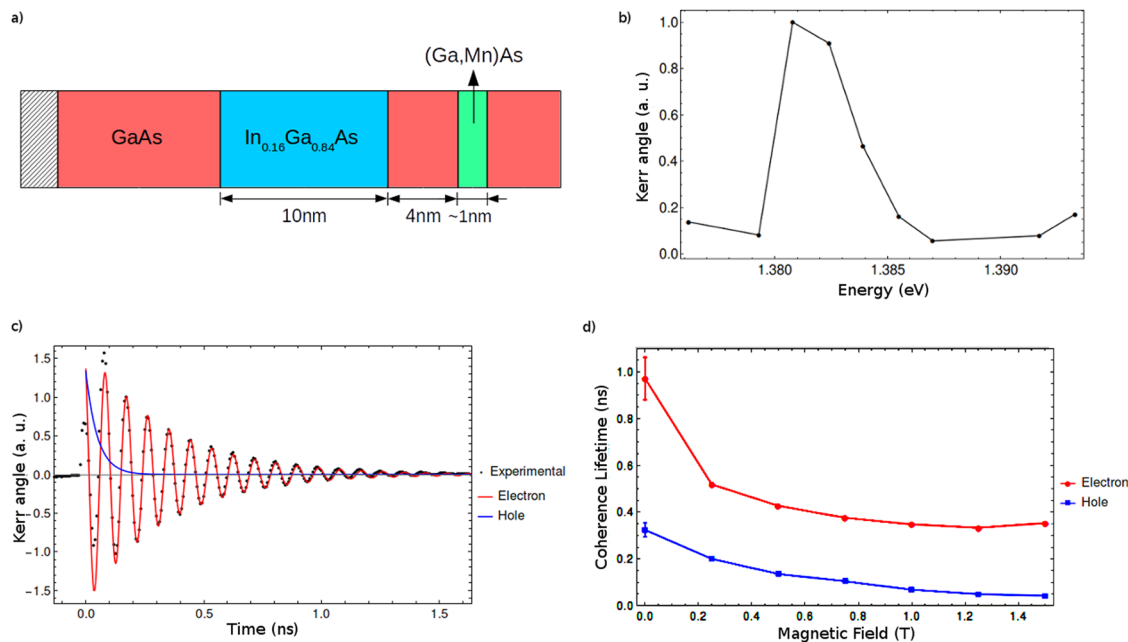 a)
(Ga,Mn)As
GaAs
In0.16Ga0.84As
10nm
4nm
~1nm
b)
Kerr angle (a. u.)
1.0
0.8
0.6
0.4
0.2
0.0
1.380
1.385
1.390
Energy (eV)
c)
Kerr angle (a. u.)
1.5
1.0
0.5
0.0
-0.5
-1.0
-1.5
0.0
0.5
1.0
1.5
Time (ns)
Experimental
Electron
Hole
d)
Coherence Lifetime (ns)
1.0
0.8
0.6
0.4
0.2
0.0
0.0
0.2
0.4
0.6
0.8
1.0
1.2
1.4
Magnetic Field (T)
Electron
Hole